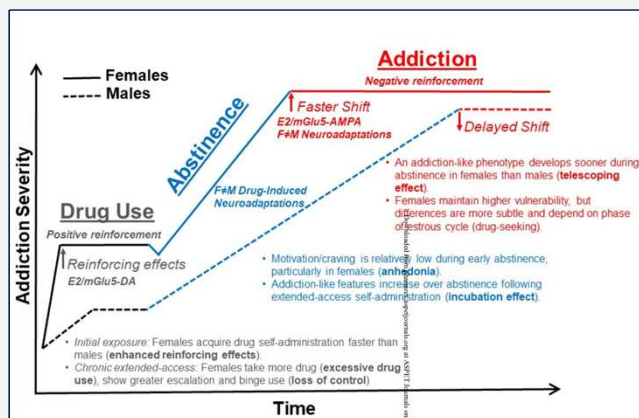 Females
Males
Addiction Severity
Addiction
Negative reinforcement
Abstinence
Faster Shift
E2/mGlu5-AMPA
F≠M Neuroadaptations
Delayed Shift
• An addiction-like phenotype develops sooner during
abstinence in females than males (telescoping
effect).
• Females maintain higher vulnerability, but
differences are more subtle and depend on phase
of estrous cycle (drug-seeking).
F≠M Drug-Induced
Neuroadaptations
Drug Use
Positive reinforcement
Reinforcing effects
E2/mGlu5-DA
• Motivation/craving is relatively low during early abstinence,
particularly in females (anhedonia)
• Addiction-like features increase over abstinence following
extended-access self-administration (incubation effect).
• Initial exposure: Females acquire drug self-administration faster than
males (enhanced reinforcing effects).
• Chronic extended-access: Females take more drug (excessive drug
use), show greater escalation and binge use (loss of control)
Time
at ASPET Journals on